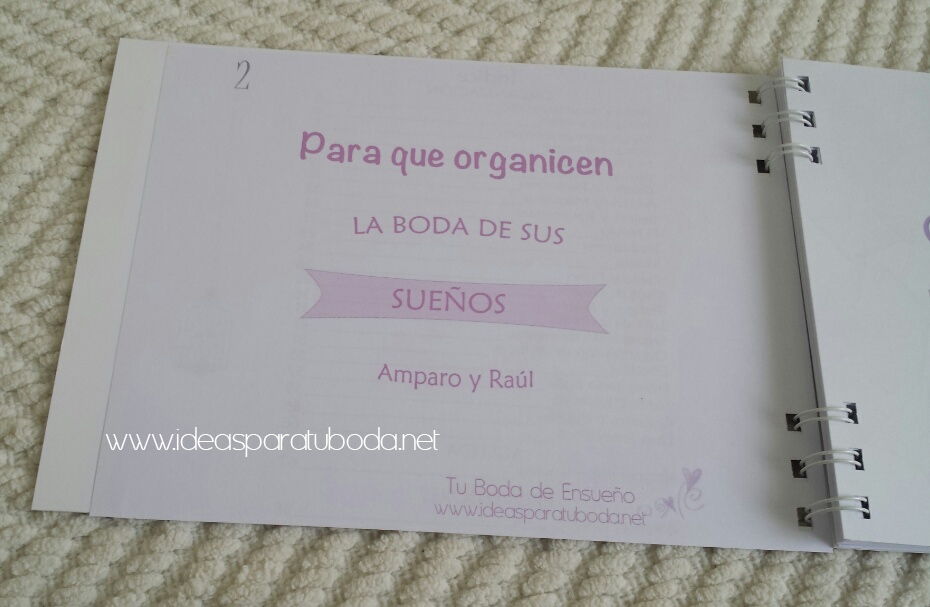 2
Para que organicen
LA BODA DE SUS
SUEÑOS
Amparo y Raúl
www.ideasparatuboda.net
Tu Boda de Ensueño
www.ideasparatuboda.net